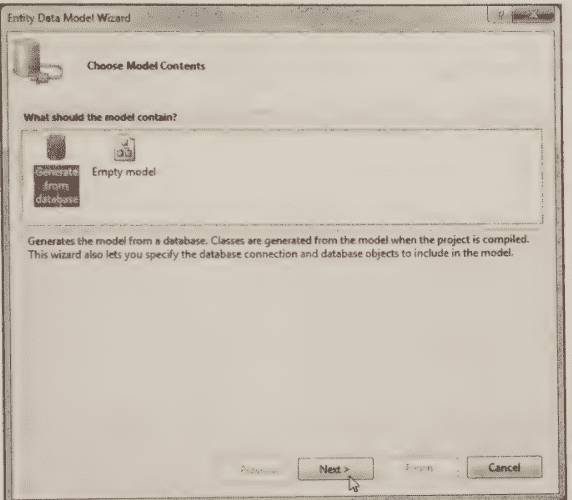 Entity Data Model Wizard
Choose Model Contents
What should the model contain?
Generate
from
database
Empty model
Generates the model from a database. Classes are generated from the model when the project is compiled.
This wizard also lets you specify the database connection and database objects to include in the model.
Next >
Cancel